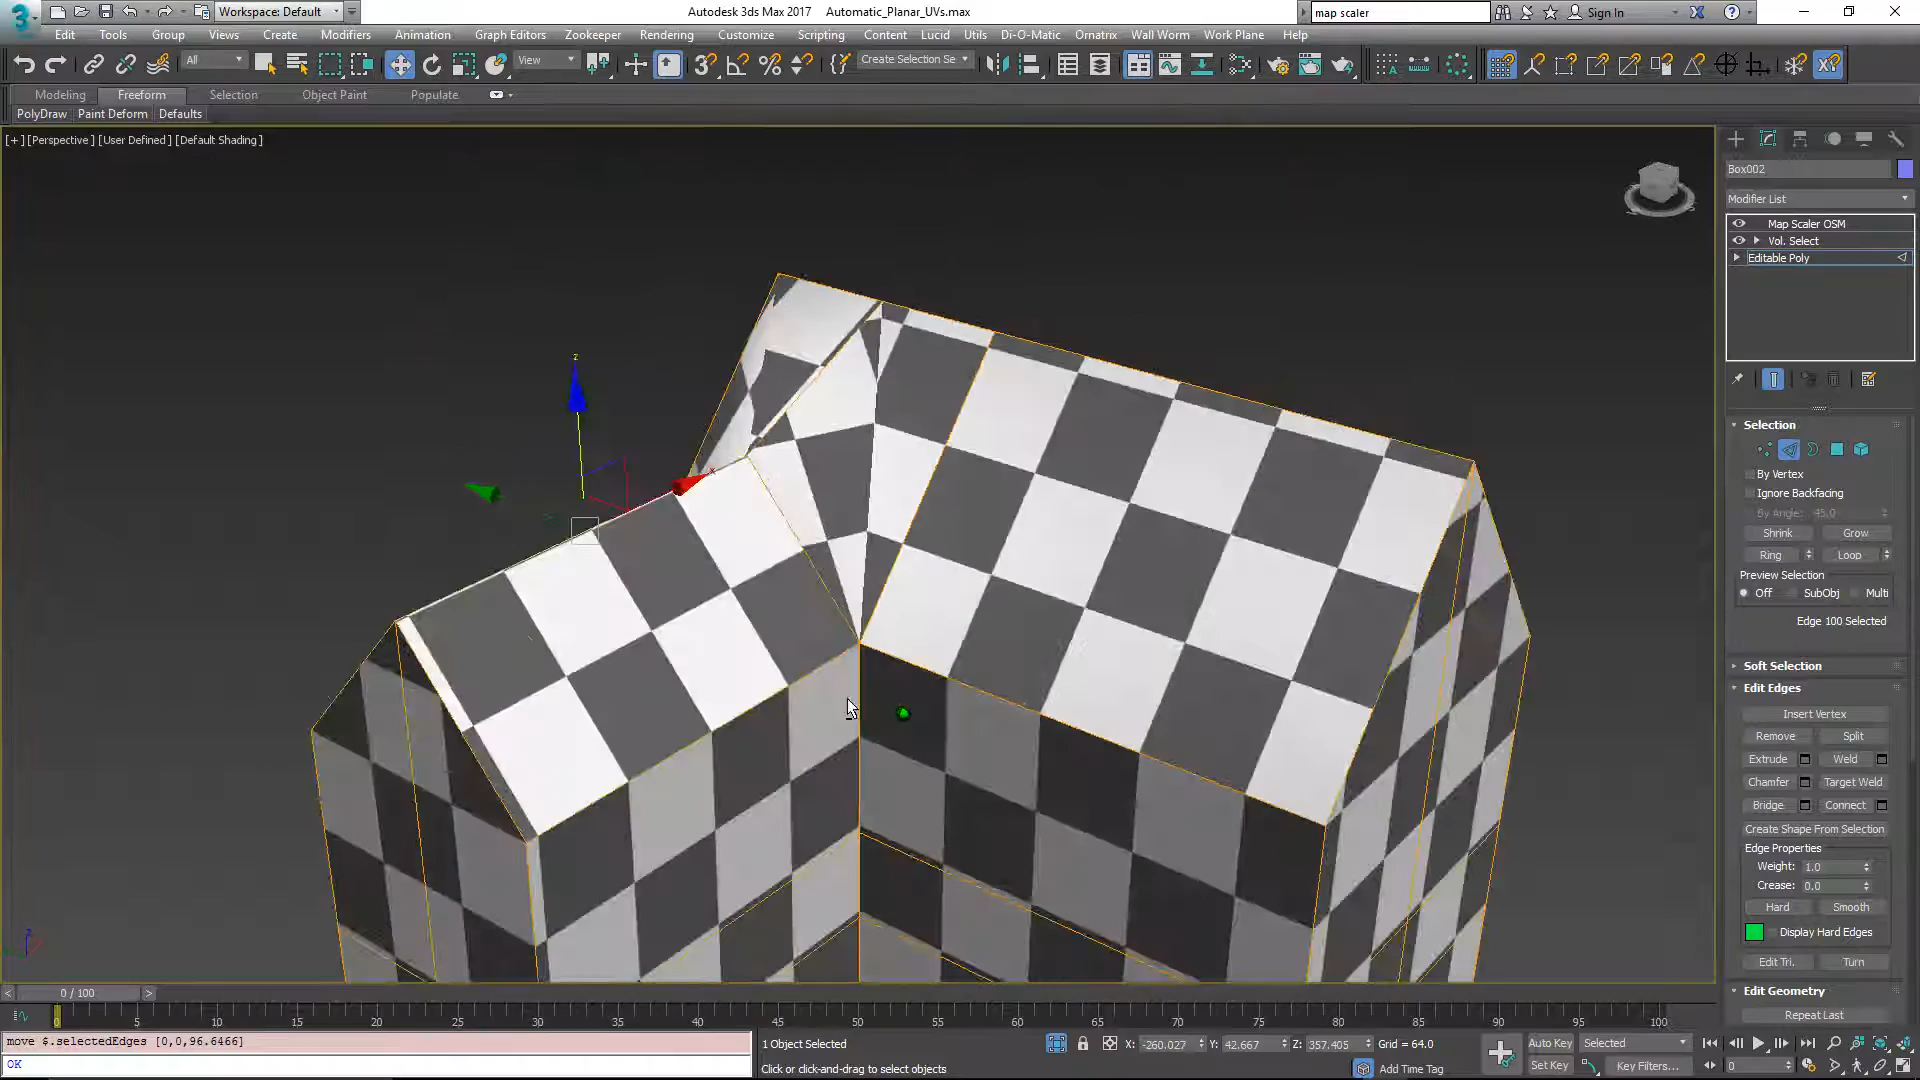 3
Workspace: Default
Autodesk 3ds Max 2017 Automatic_Planar_UVs.max
map scaler
Sign In
Edit Tools Group Views Create Modifiers Animation Graph Editors Zookeeper Rendering Customize Scripting Content Lucid Utils Di-O-Matic Ornatrix Wall Worm Work Plane Help
All
View
Create Selection Se
Modeling Freeform Selection Object Paint Populate
PolyDraw Paint Deform Defaults
[+] [Perspective ] [User Defined ] [Default Shading ]
z
x
Box002
Modifier List
Map Scaler OSM
Vol. Select
Editable Poly
Selection
By Vertex
Ignore Backfacing
By Angle: 45.0
Shrink Grow
Ring Loop
Preview Selection
Off SubObj Multi
Edge 100 Selected
Soft Selection
Edit Edges
Insert Vertex
Remove Split
Extrude Weld
Chamfer Target Weld
Bridge Connect
Create Shape From Selection
Edge Properties
Weight: 1.0
Crease: 0.0
Hard Smooth
Display Hard Edges
Edit Tri. Turn
Edit Geometry
Repeat Last
< 0 / 100 >
5 10 15 20 25 30 35 40 45 50 55 60 65 70 75 80 85 90 95 100
move $.selectedEdges [0,0,96.6466]
OK
1 Object Selected
X: -260.027 Y: 42.667 Z: 357.405 Grid = 64.0
Click or click-and-drag to select objects
Add Time Tag
Auto Key Selected
Set Key Key Filters...
0